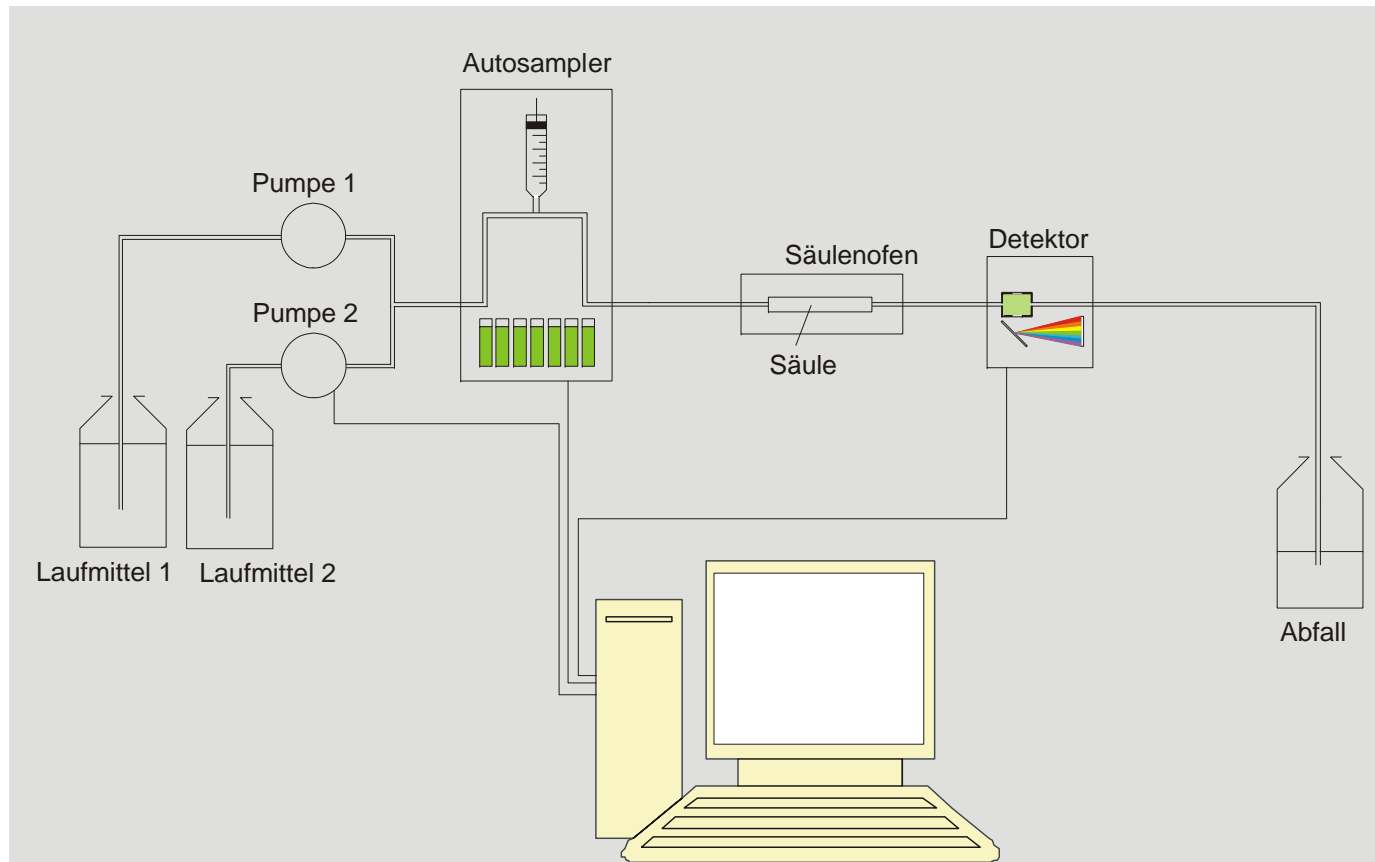 Autosampler
Pumpe 1
Säulenofen
Detektor
Pumpe 2
Säule
Laufmittel 1
Laufmittel 2
Abfall